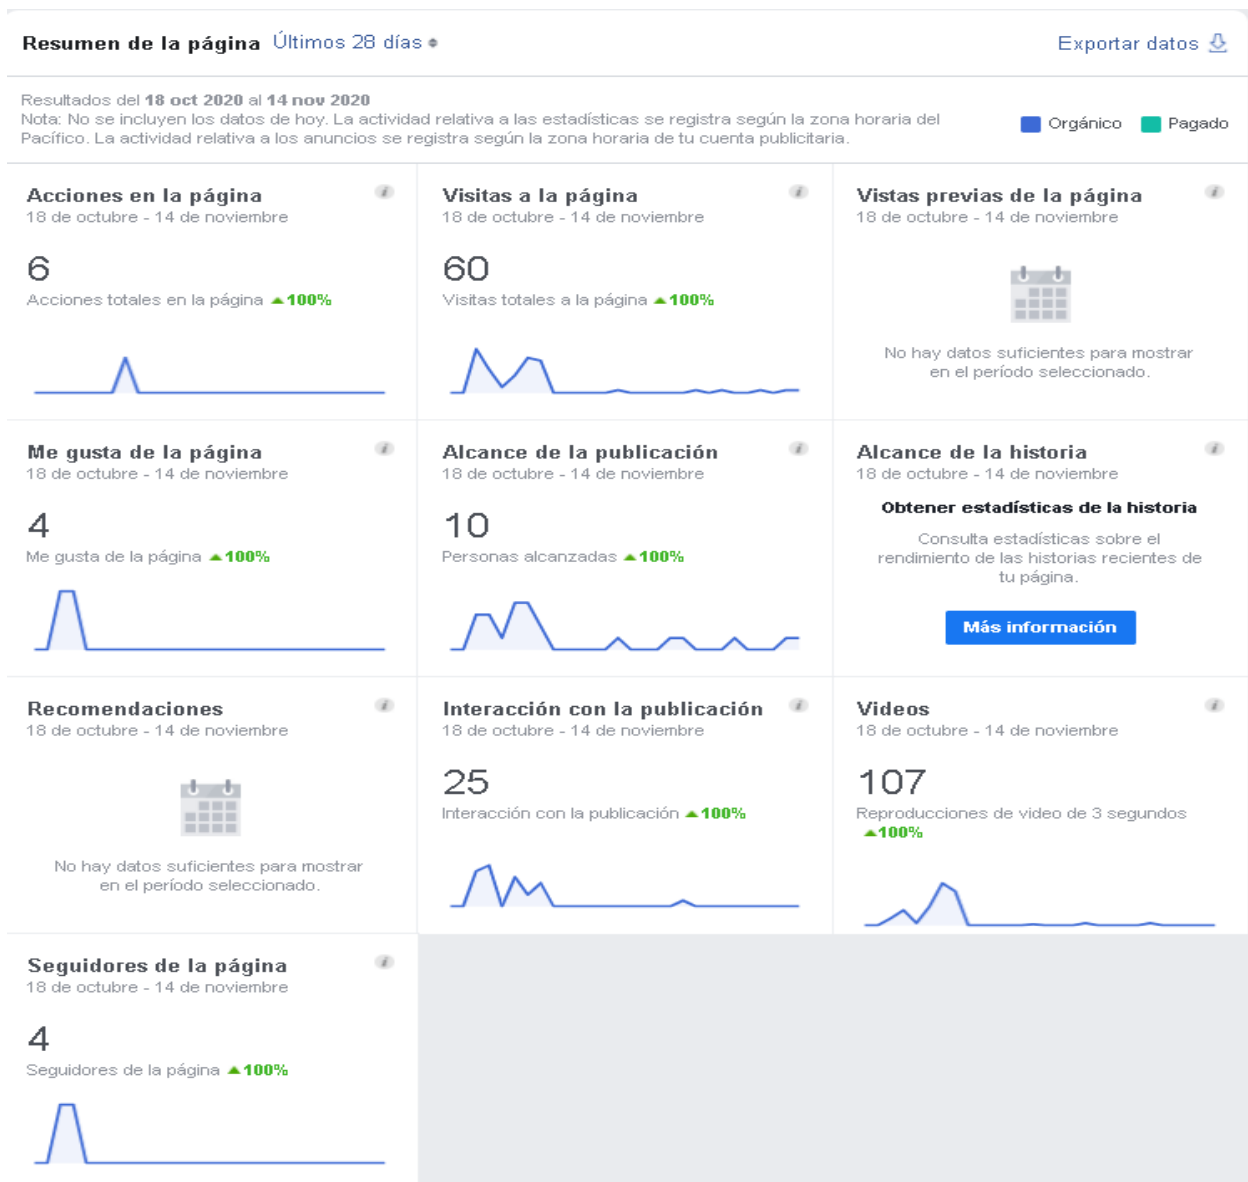 Resumen de la página Últimos 28 días
Exportar datos
Resultados del 18 oct 2020 al 14 nov 2020
Nota: No se incluyen los datos de hoy. La actividad relativa a las estadísticas se registra según la zona horaria del
Pacífico. La actividad relativa a los anuncios se registra según la zona horaria de tu cuenta publicitaria.
Orgánico Pagado
Acciones en la página
18 de octubre - 14 de noviembre
6
Acciones totales en la página 100%
Visitas a la página
18 de octubre - 14 de noviembre
60
Visitas totales a la página 100%
Vistas previas de la página
18 de octubre - 14 de noviembre
No hay datos suficientes para mostrar
en el período seleccionado.
Me gusta de la página
18 de octubre - 14 de noviembre
4
Me gusta de la página 100%
Alcance de la publicación
18 de octubre - 14 de noviembre
10
Personas alcanzadas 100%
Alcance de la historia
18 de octubre - 14 de noviembre
Obtener estadísticas de la historia
Consulta estadísticas sobre el
rendimiento de las historias recientes de
tu página.
Más información
Recomendaciones
18 de octubre - 14 de noviembre
No hay datos suficientes para mostrar
en el período seleccionado.
Interacción con la publicación
18 de octubre - 14 de noviembre
25
Interacción con la publicación 100%
Videos
18 de octubre - 14 de noviembre
107
Reproducciones de video de 3 segundos
100%
Seguidores de la página
18 de octubre - 14 de noviembre
4
Seguidores de la página 100%